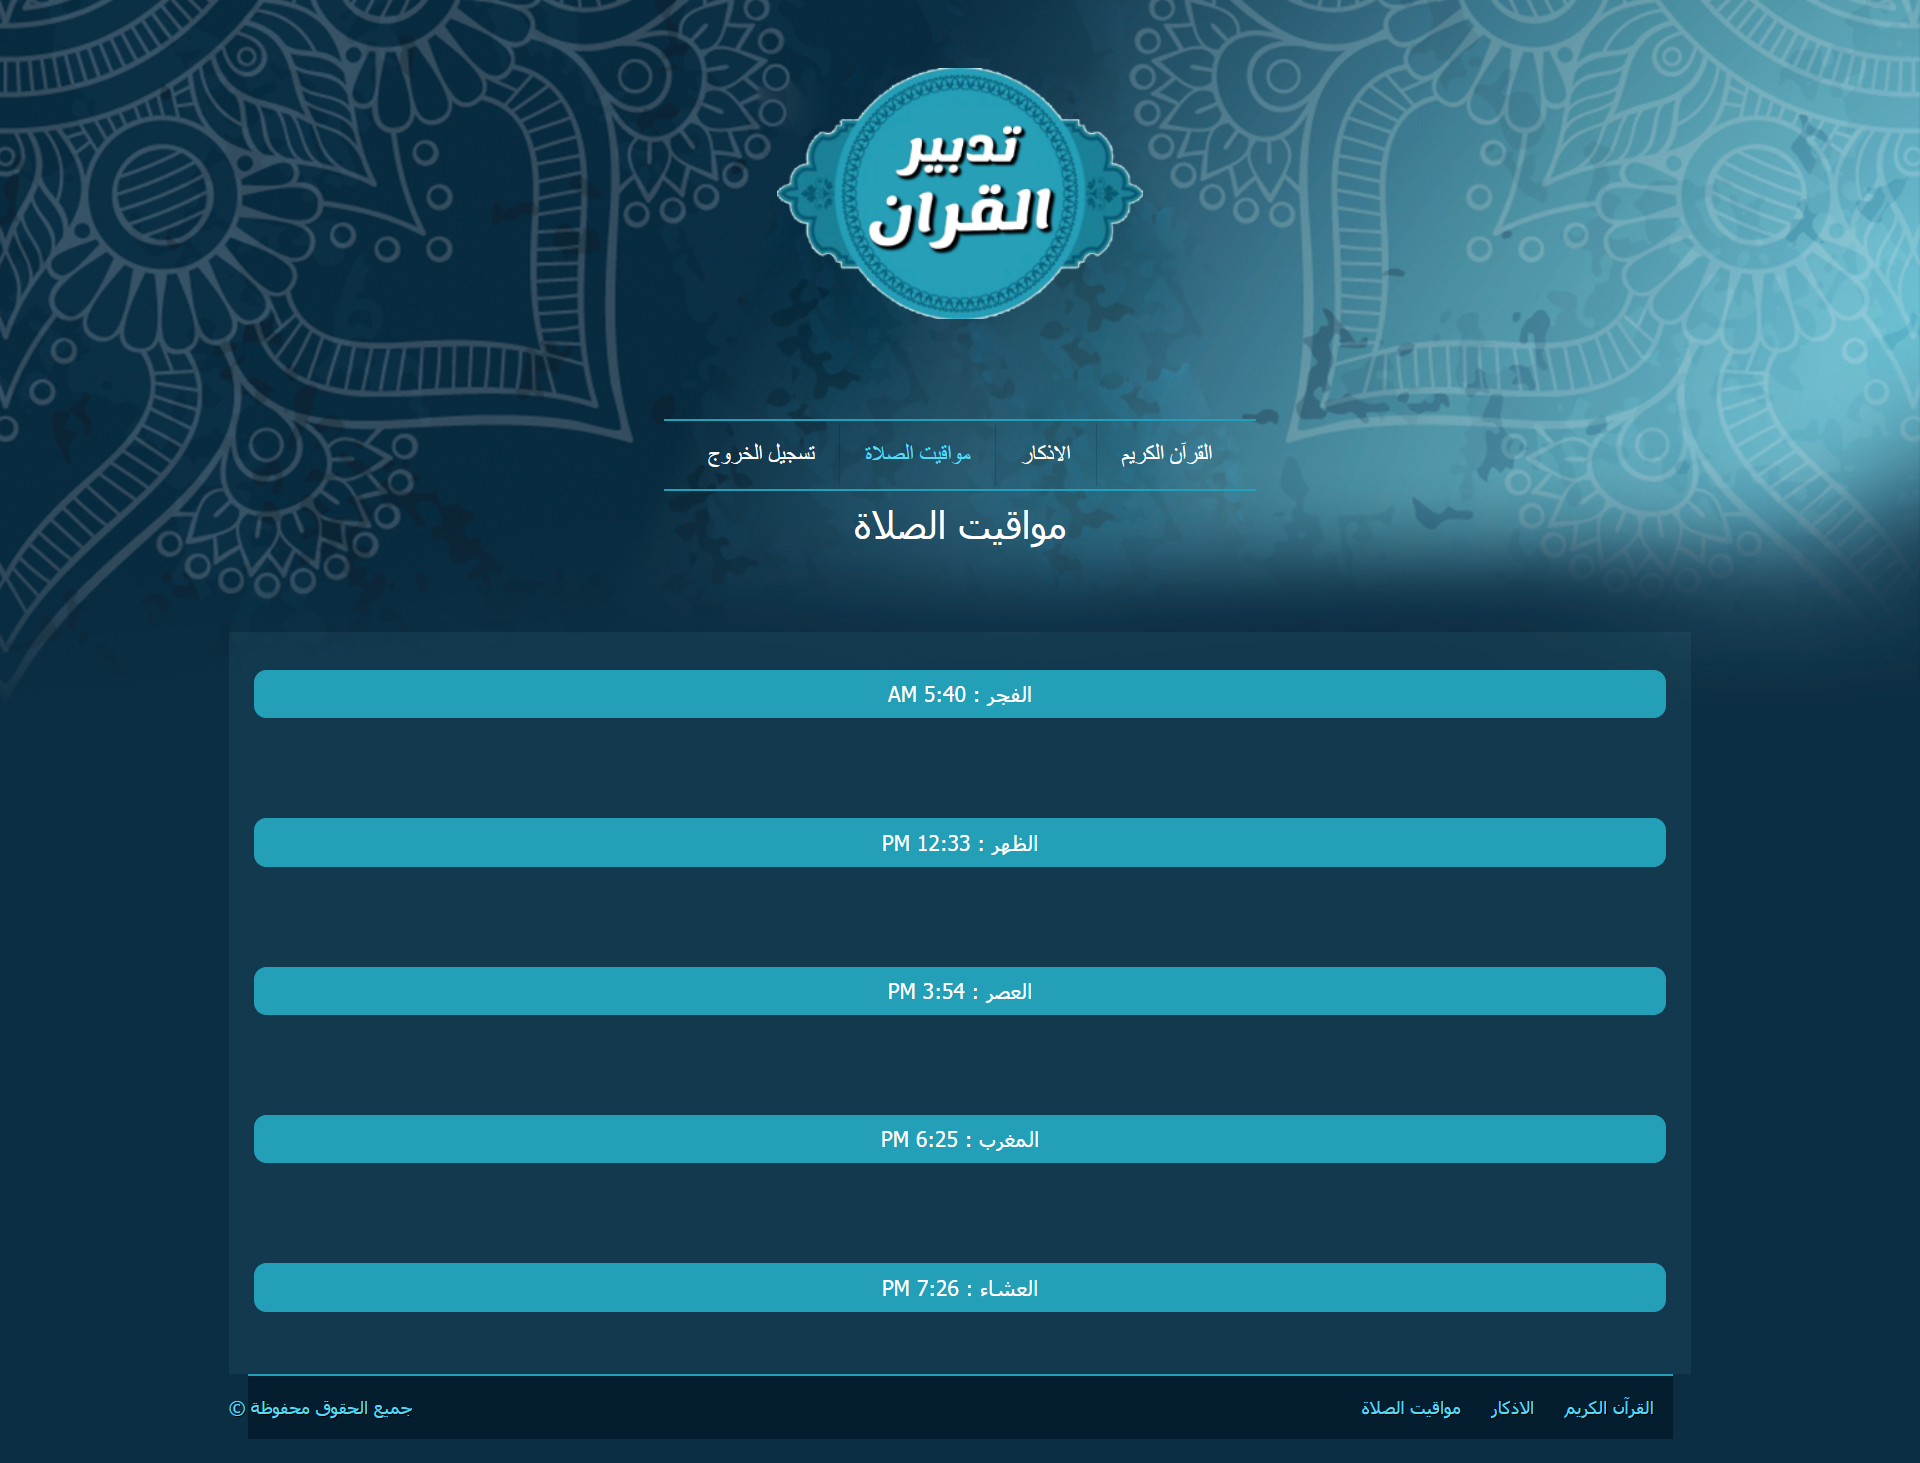 تدبير
القران
القرآن الكريم
الاذكار
مواقيت الصلاة
تسجيل الخروج
مواقيت الصلاة
الفجر : 5:40 AM
الظهر : 12:33 PM
العصر : 3:54 PM
المغرب : 6:25 PM
العشاء : 7:26 PM
القرآن الكريم
الاذكار
مواقيت الصلاة
جميع الحقوق محفوظة ©